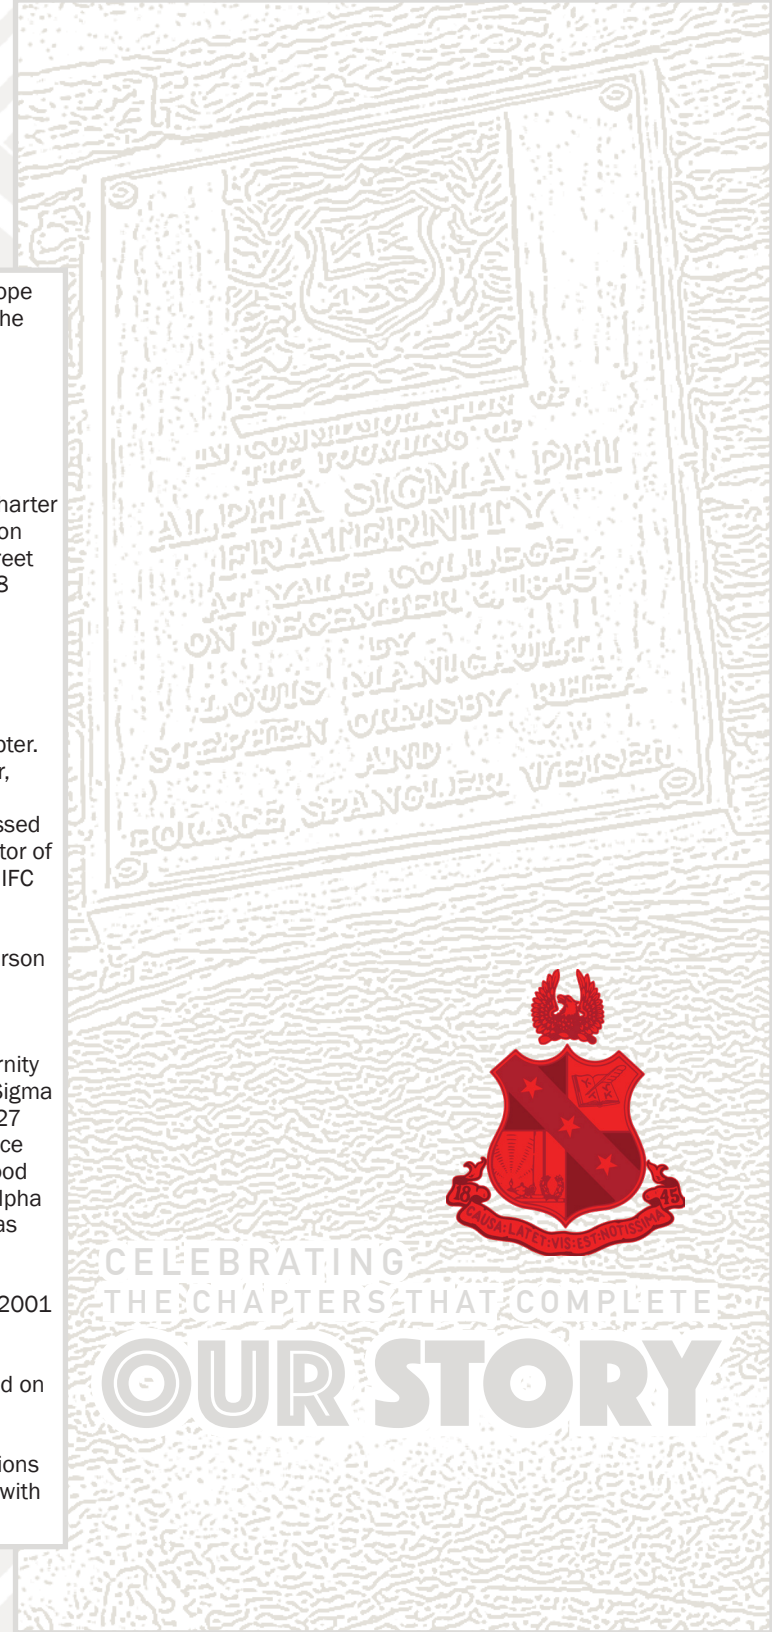 ope
he
harter
on
reet
8
pter.
r,
ssed
tor of
IFC
rson
rnity
Sigma
27
ce
ood
lpha
as
2001
d on
ions
with
IN COMMEMORATION OF
THE FOUNDING OF
ALPHA SIGMA PHI
FRATERNITY
AT YALE COLLEGE
ON DECEMBER 6, 1845
BY
LOUIS MANIGAULT
STEPHEN ORMSBY RHEA
AND
HORACE SPANGLER WEISER
18 45
CAUSA:LATET:VIS:EST:NOTISSIMA
CELEBRATING
THE CHAPTERS THAT COMPLETE
OUR STORY